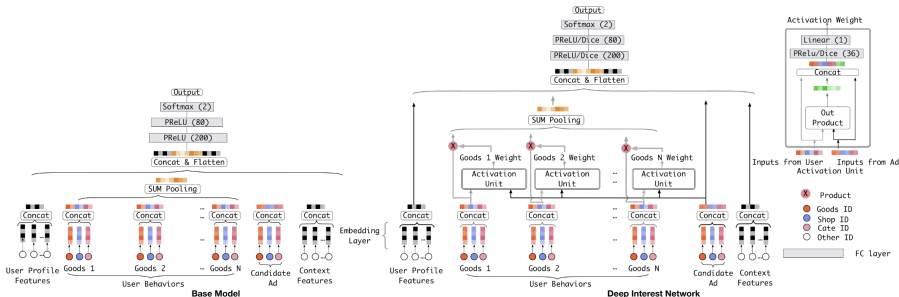 Output
Softmax (2)
PReLU (80)
PReLU (200)
Concat & Flatten
SUM Pooling
Concat
Concat
Concat
...
Concat
Concat
Concat
...
User Profile
Features
Goods 1
Goods 2
... Goods N
Candidate
Ad
Context
Features
User Behaviors
Base Model
Embedding
Layer
Output
Softmax (2)
PReLU/Dice (80)
PReLU/Dice (200)
Concat & Flatten
SUM Pooling
X
X
X
Goods 1 Weight
Goods 2 Weight
Goods N Weight
Activation
Unit
Activation
Unit
...
Activation
Unit
Concat
Concat
Concat
...
Concat
Concat
Concat
...
User Profile
Features
Goods 1
Goods 2
...
Goods N
Candidate
Ad
Context
Features
User Behaviors
Deep Interest Network
Activation Weight
Linear (1)
PRelu/Dice (36)
Concat
Out
Product
Inputs from User
Inputs from Ad
Activation Unit
X Product
Goods ID
Shop ID
Cate ID
Other ID
FC layer